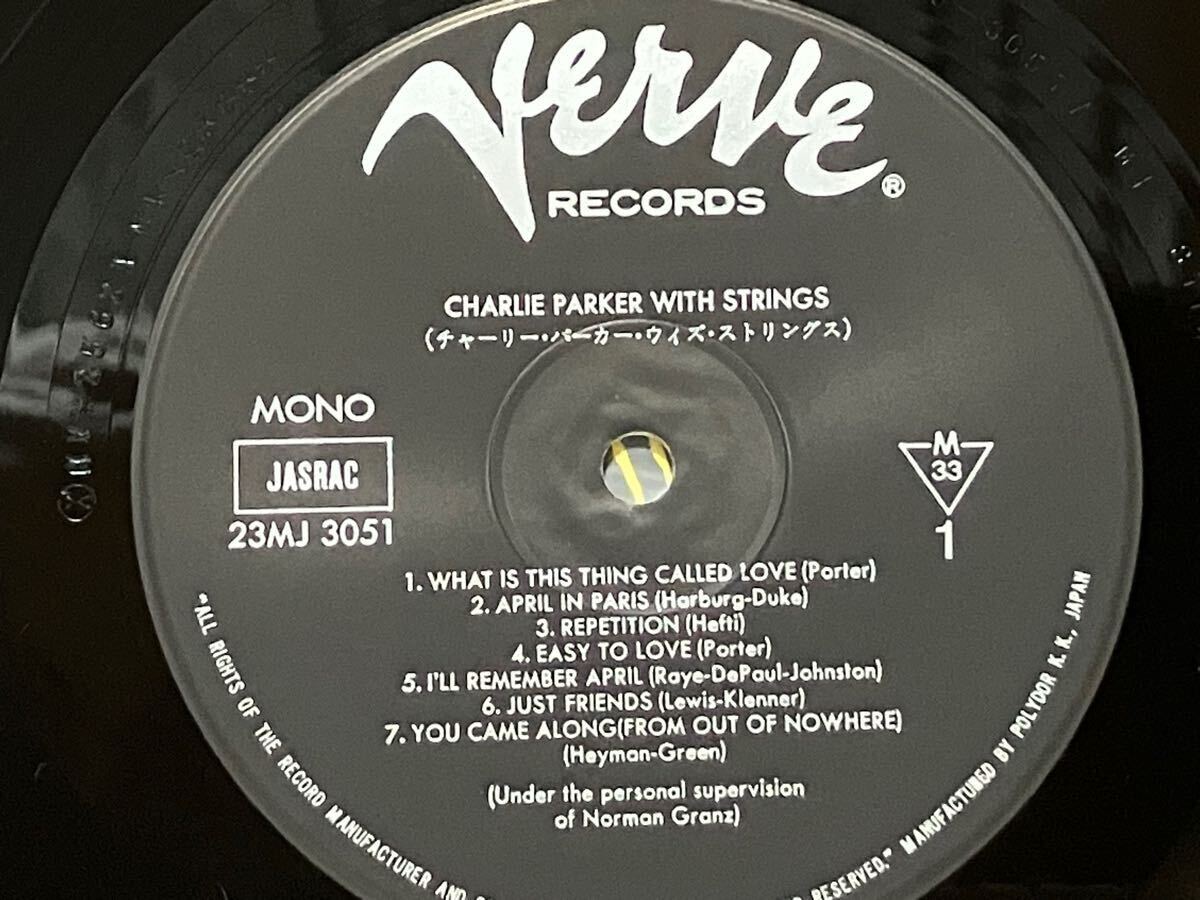 Verve®
RECORDS
CHARLIE PARKER WITH STRINGS
(チャーリー・パーカー・ウィズ・ストリングス)
MONO
JASRAC
23MJ 3051
M
33
1
1. WHAT IS THIS THING CALLED LOVE (Porter)
2. APRIL IN PARIS (Harburg-Duke)
3. REPETITION (Hefti)
4. EASY TO LOVE (Porter)
5. I'LL REMEMBER APRIL (Raye-DePaul-Johnston)
6. JUST FRIENDS (Lewis-Klenner)
7. YOU CAME ALONG(FROM OUT OF NOWHERE)
(Heyman-Green)
(Under the personal supervision
of Norman Granz)
"ALL RIGHTS OF THE RECORD MANUFACTURER AND RESERVED." MANUFACTURED BY POLYDOR K.K., JAPAN